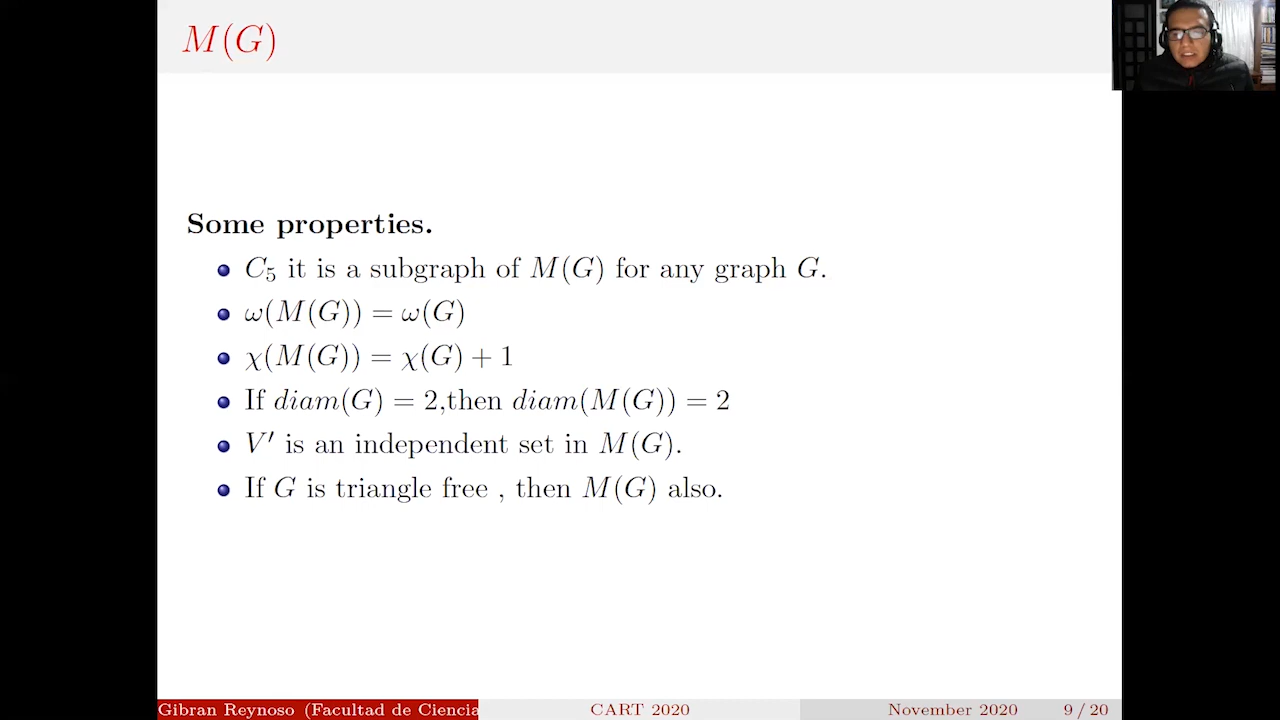 M(G)
Some properties.
C₅ it is a subgraph of M(G) for any graph G.
ω(M(G)) = ω(G)
χ(M(G)) = χ(G) + 1
If diam(G) = 2,then diam(M(G)) = 2
V′ is an independent set in M(G).
If G is triangle free , then M(G) also.
Gibran Reynoso (Facultad de Ciencia
CART 2020
November 2020
9 / 20